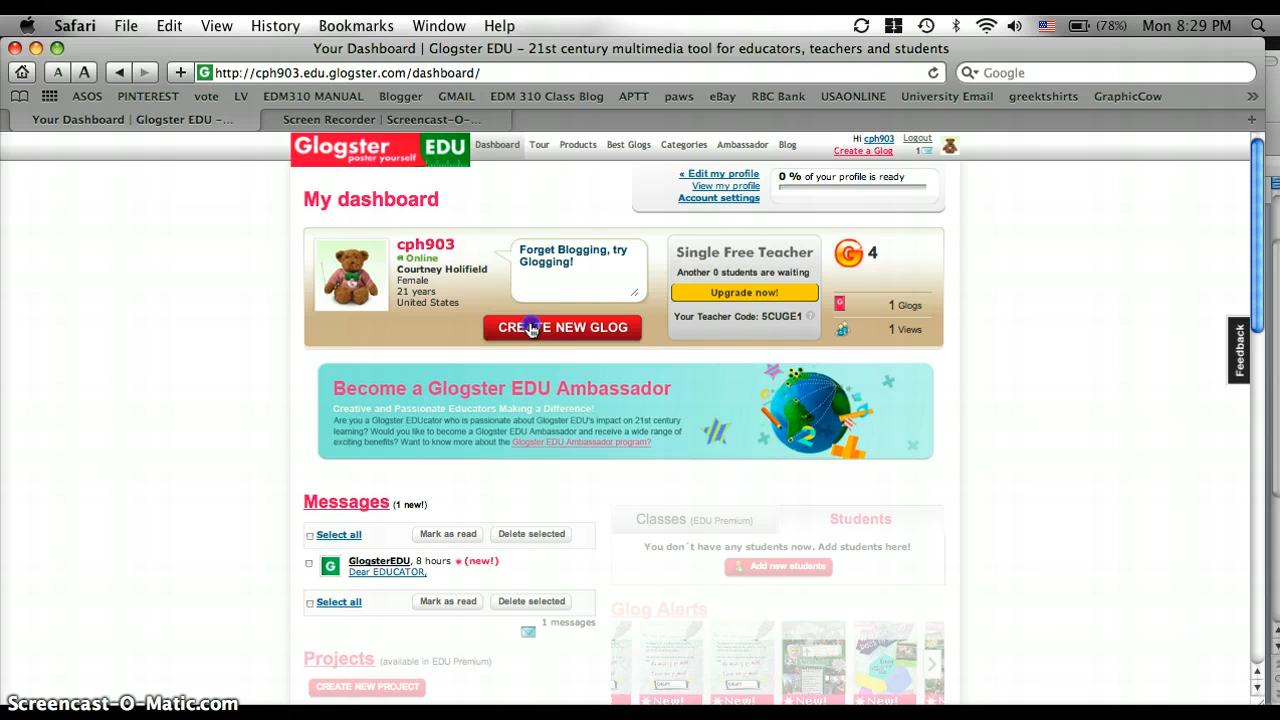 Safari File Edit View History Bookmarks Window Help 1 (78%) Mon 8:29 PM
Your Dashboard | Glogster EDU - 21st century multimedia tool for educators, teachers and students
A A + G http://cph903.edu.glogster.com/dashboard/ Google
ASOS PINTEREST vote LV EDM310 MANUAL Blogger GMAIL EDM 310 Class Blog APTT paws eBay RBC Bank USAONLINE University Email greektshirts GraphicCow »
Your Dashboard | Glogster EDU -... Screen Recorder | Screencast-O-... +
Glogster EDU
poster yourself
Dashboard Tour Products Best Glogs Categories Ambassador Blog
Hi cph903 Logout
Create a Glog 1
My dashboard
« Edit my profile
View my profile
Account settings
0 % of your profile is ready
cph903
Online
Courtney Holifield
Female
21 years
United States
Forget Blogging, try
Glogging!
CREATE NEW GLOG
Single Free Teacher
Another 0 students are waiting
Upgrade now!
Your Teacher Code: 5CUGE1 ?
4
1 Glogs
1 Views
Feedback
Become a Glogster EDU Ambassador
Creative and Passionate Educators Making a Difference!
Are you a Glogster EDUcator who is passionate about Glogster EDU's impact on 21st century
learning? Would you like to become a Glogster EDU Ambassador and receive a wide range of
exciting benefits? Want to know more about the Glogster EDU Ambassador program?
2
Messages (1 new!)
Select all Mark as read Delete selected
G GlogsterEDU, 8 hours (new!)
Dear EDUCATOR,
Select all Mark as read Delete selected
1 messages
Projects (available in EDU Premium)
CREATE NEW PROJECT
Classes (EDU Premium) Students
You don´t have any students now. Add students here!
Add new students
Glog Alerts
New! New! New! New!
Screencast-O-Matic.com